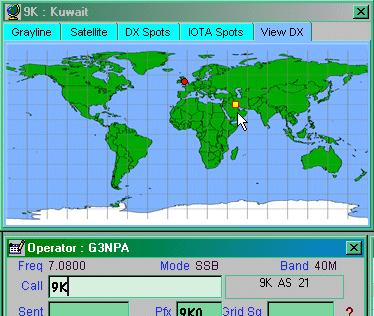 9K : Kuwait
Grayline Satellite DX Spots IOTA Spots View DX
Operator : G3NPA
Freq 7.0800 Mode SSB Band 40M
Call 9K 9K AS 21
Sent Pfx 9K0 Grid Sq ?